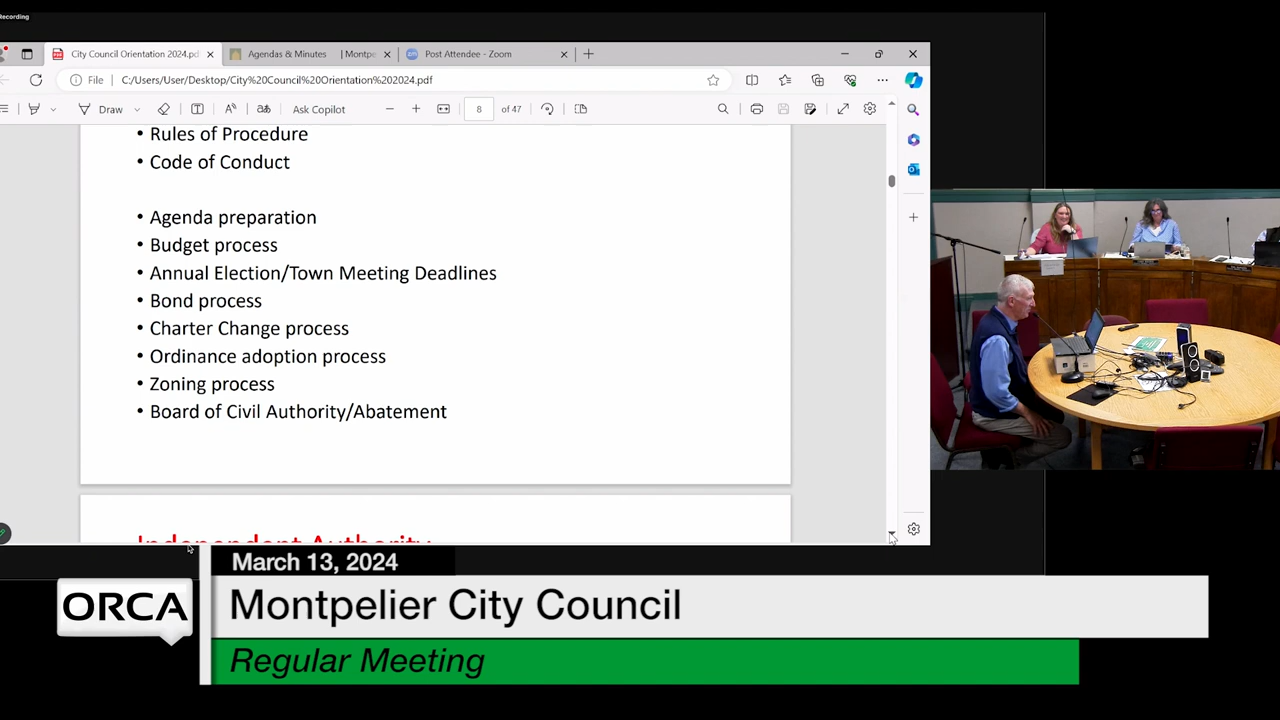 Recording
City Council Orientation 2024.pd
Agendas & Minutes | Montpe
Post Attendee - Zoom
File
C:/Users/User/Desktop/City%20Council%20Orientation%202024.pdf
Draw
Ask Copilot
8 of 47
• Rules of Procedure
• Code of Conduct
• Agenda preparation
• Budget process
• Annual Election/Town Meeting Deadlines
• Bond process
• Charter Change process
• Ordinance adoption process
• Zoning process
• Board of Civil Authority/Abatement
Independent Authority
March 13, 2024
ORCA
Montpelier City Council
Regular Meeting